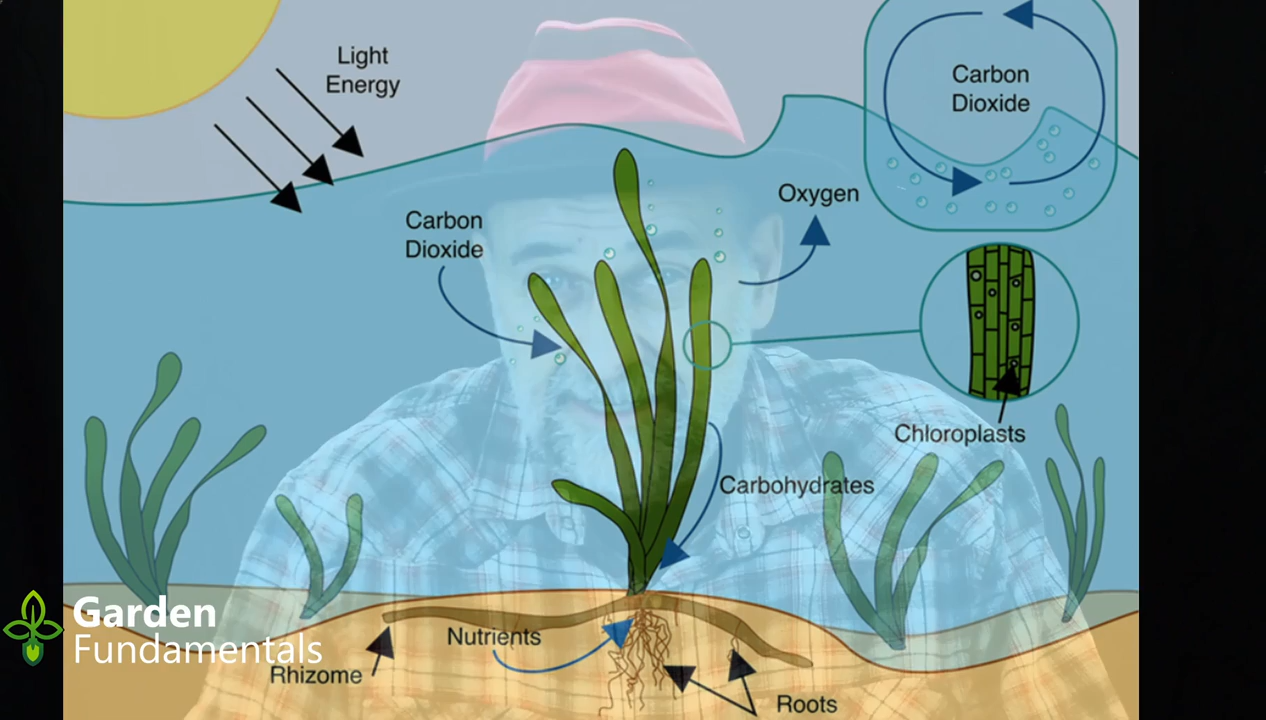 Light
Energy
Carbon
Dioxide
Carbon
Dioxide
Oxygen
Chloroplasts
Carbohydrates
Nutrients
Rhizome
Roots
Garden
Fundamentals